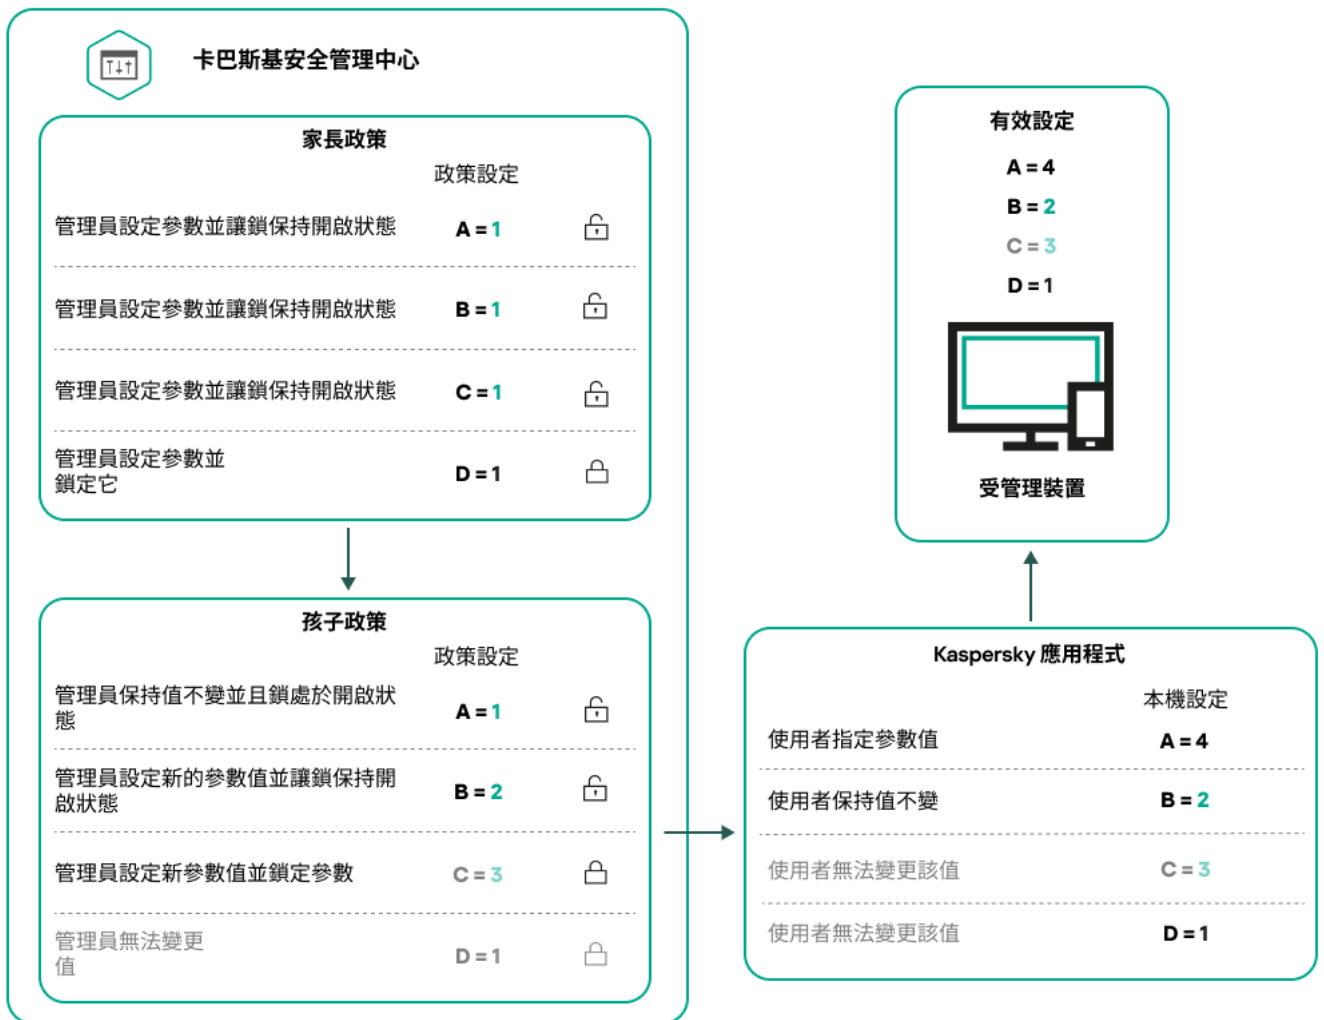 卡巴斯基安全管理中心
家長政策
政策設定
管理員設定參數並讓鎖保持開啟狀態
A = 1
管理員設定參數並讓鎖保持開啟狀態
B = 1
管理員設定參數並讓鎖保持開啟狀態
C = 1
管理員設定參數並
鎖定它
D = 1
孩子政策
政策設定
管理員保持值不變並且鎖處於開啟狀
態
A = 1
管理員設定新的參數值並讓鎖保持開
啟狀態
B = 2
管理員設定新參數值並鎖定參數
C = 3
管理員無法變更
值
D = 1
Kaspersky 應用程式
本機設定
使用者指定參數值
A = 4
使用者保持值不變
B = 2
使用者無法變更該值
C = 3
使用者無法變更該值
D = 1
有效設定
A = 4
B = 2
C = 3
D = 1
受管理裝置